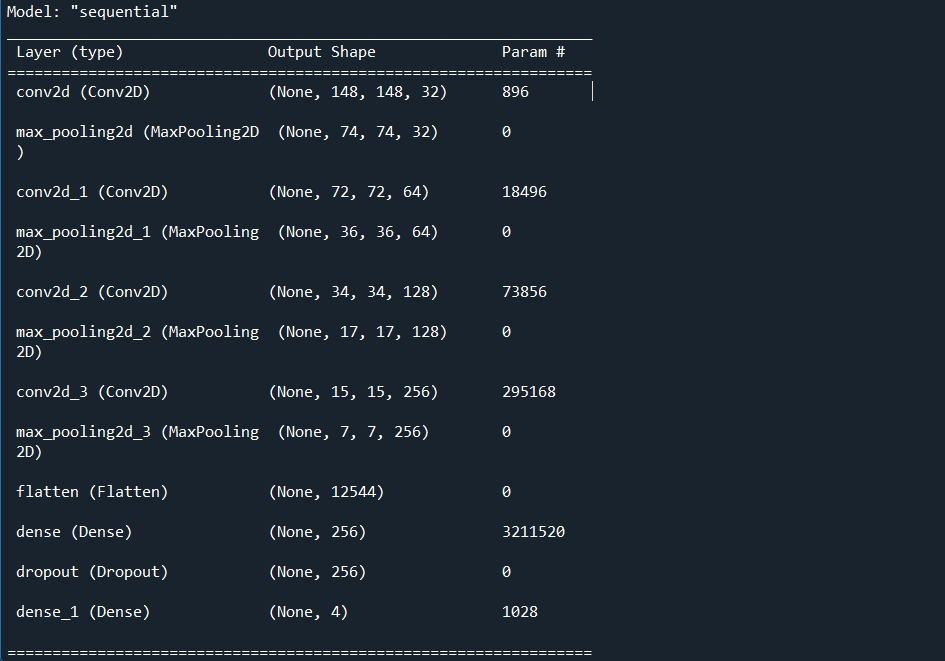 Model: "sequential"
_________________________________________________________________
Layer (type) Output Shape Param #
=================================================================
conv2d (Conv2D) (None, 148, 148, 32) 896
max_pooling2d (MaxPooling2D (None, 74, 74, 32) 0
)
conv2d_1 (Conv2D) (None, 72, 72, 64) 18496
max_pooling2d_1 (MaxPooling (None, 36, 36, 64) 0
2D)
conv2d_2 (Conv2D) (None, 34, 34, 128) 73856
max_pooling2d_2 (MaxPooling (None, 17, 17, 128) 0
2D)
conv2d_3 (Conv2D) (None, 15, 15, 256) 295168
max_pooling2d_3 (MaxPooling (None, 7, 7, 256) 0
2D)
flatten (Flatten) (None, 12544) 0
dense (Dense) (None, 256) 3211520
dropout (Dropout) (None, 256) 0
dense_1 (Dense) (None, 4) 1028
=================================================================